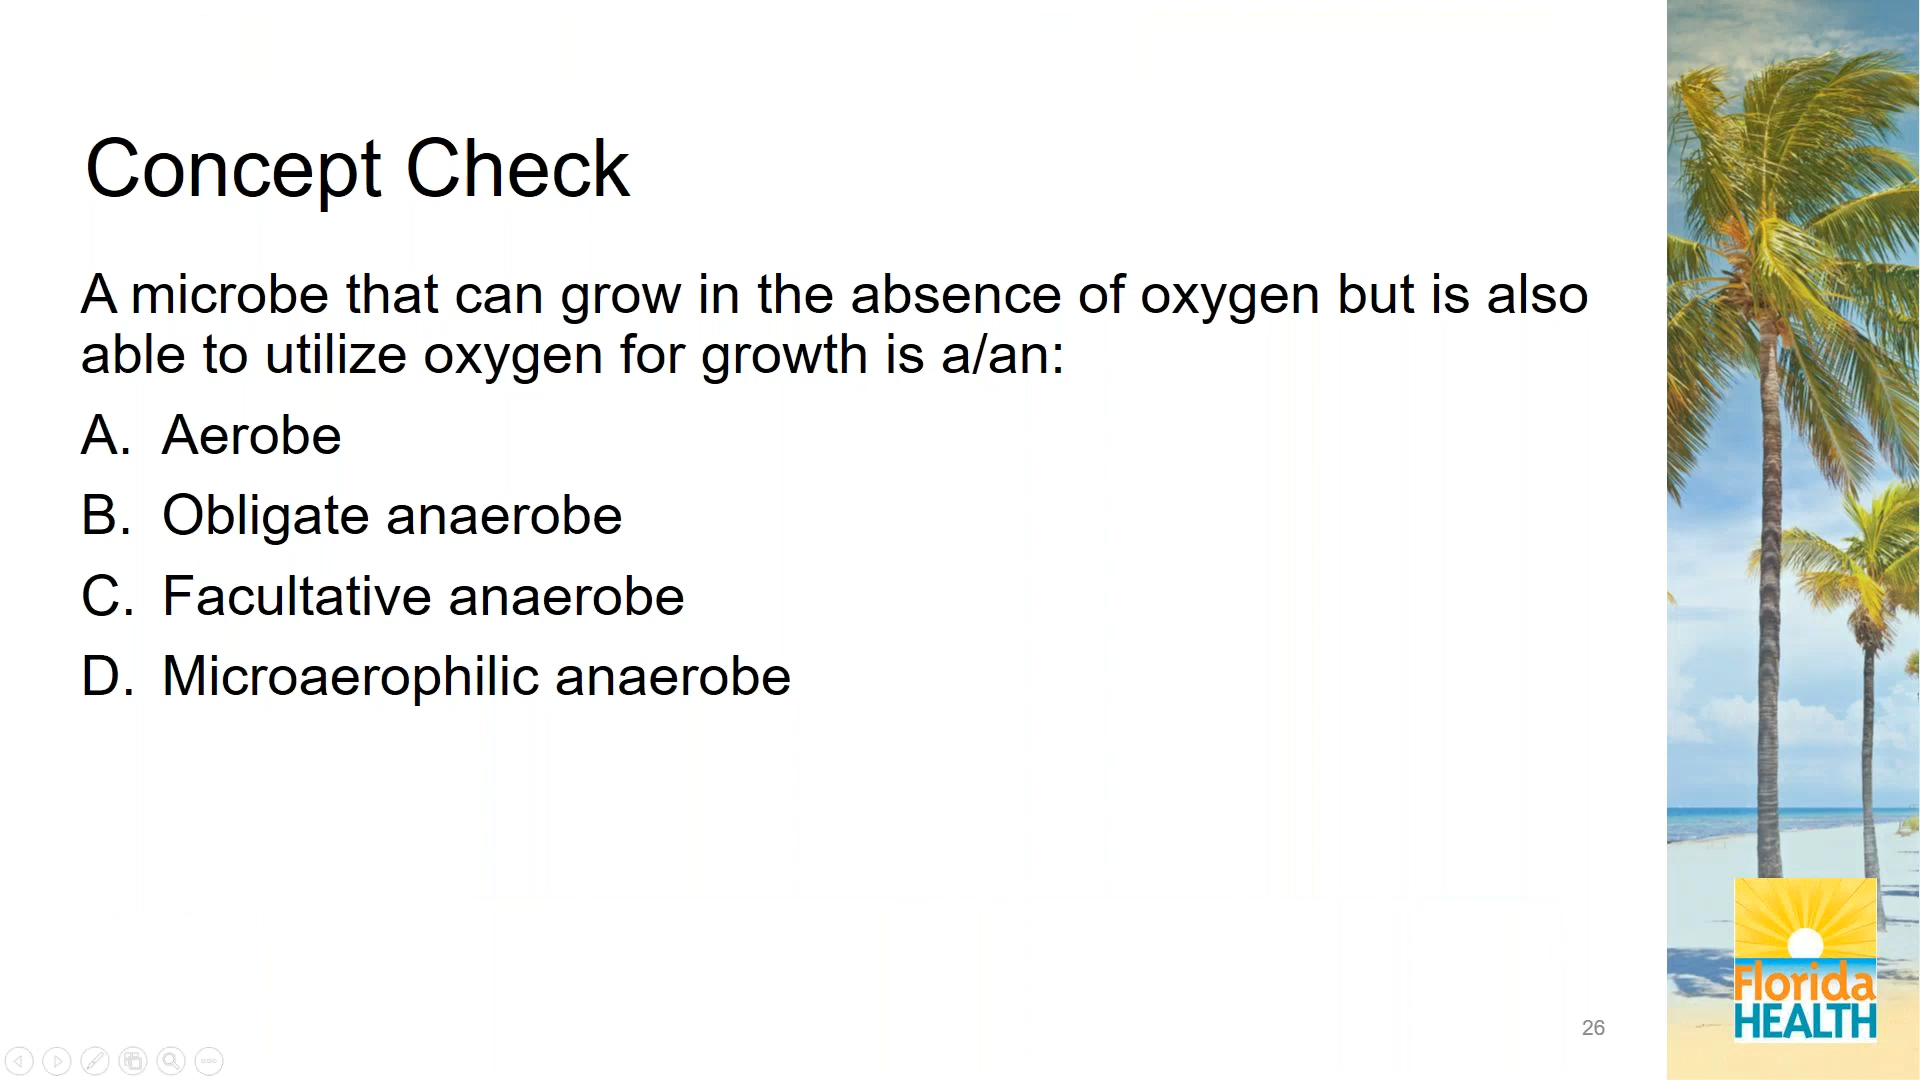 Concept Check
A microbe that can grow in the absence of oxygen but is also
able to utilize oxygen for growth is a/an:
A. Aerobe
B. Obligate anaerobe
C. Facultative anaerobe
D. Microaerophilic anaerobe
Florida
HEALTH
26